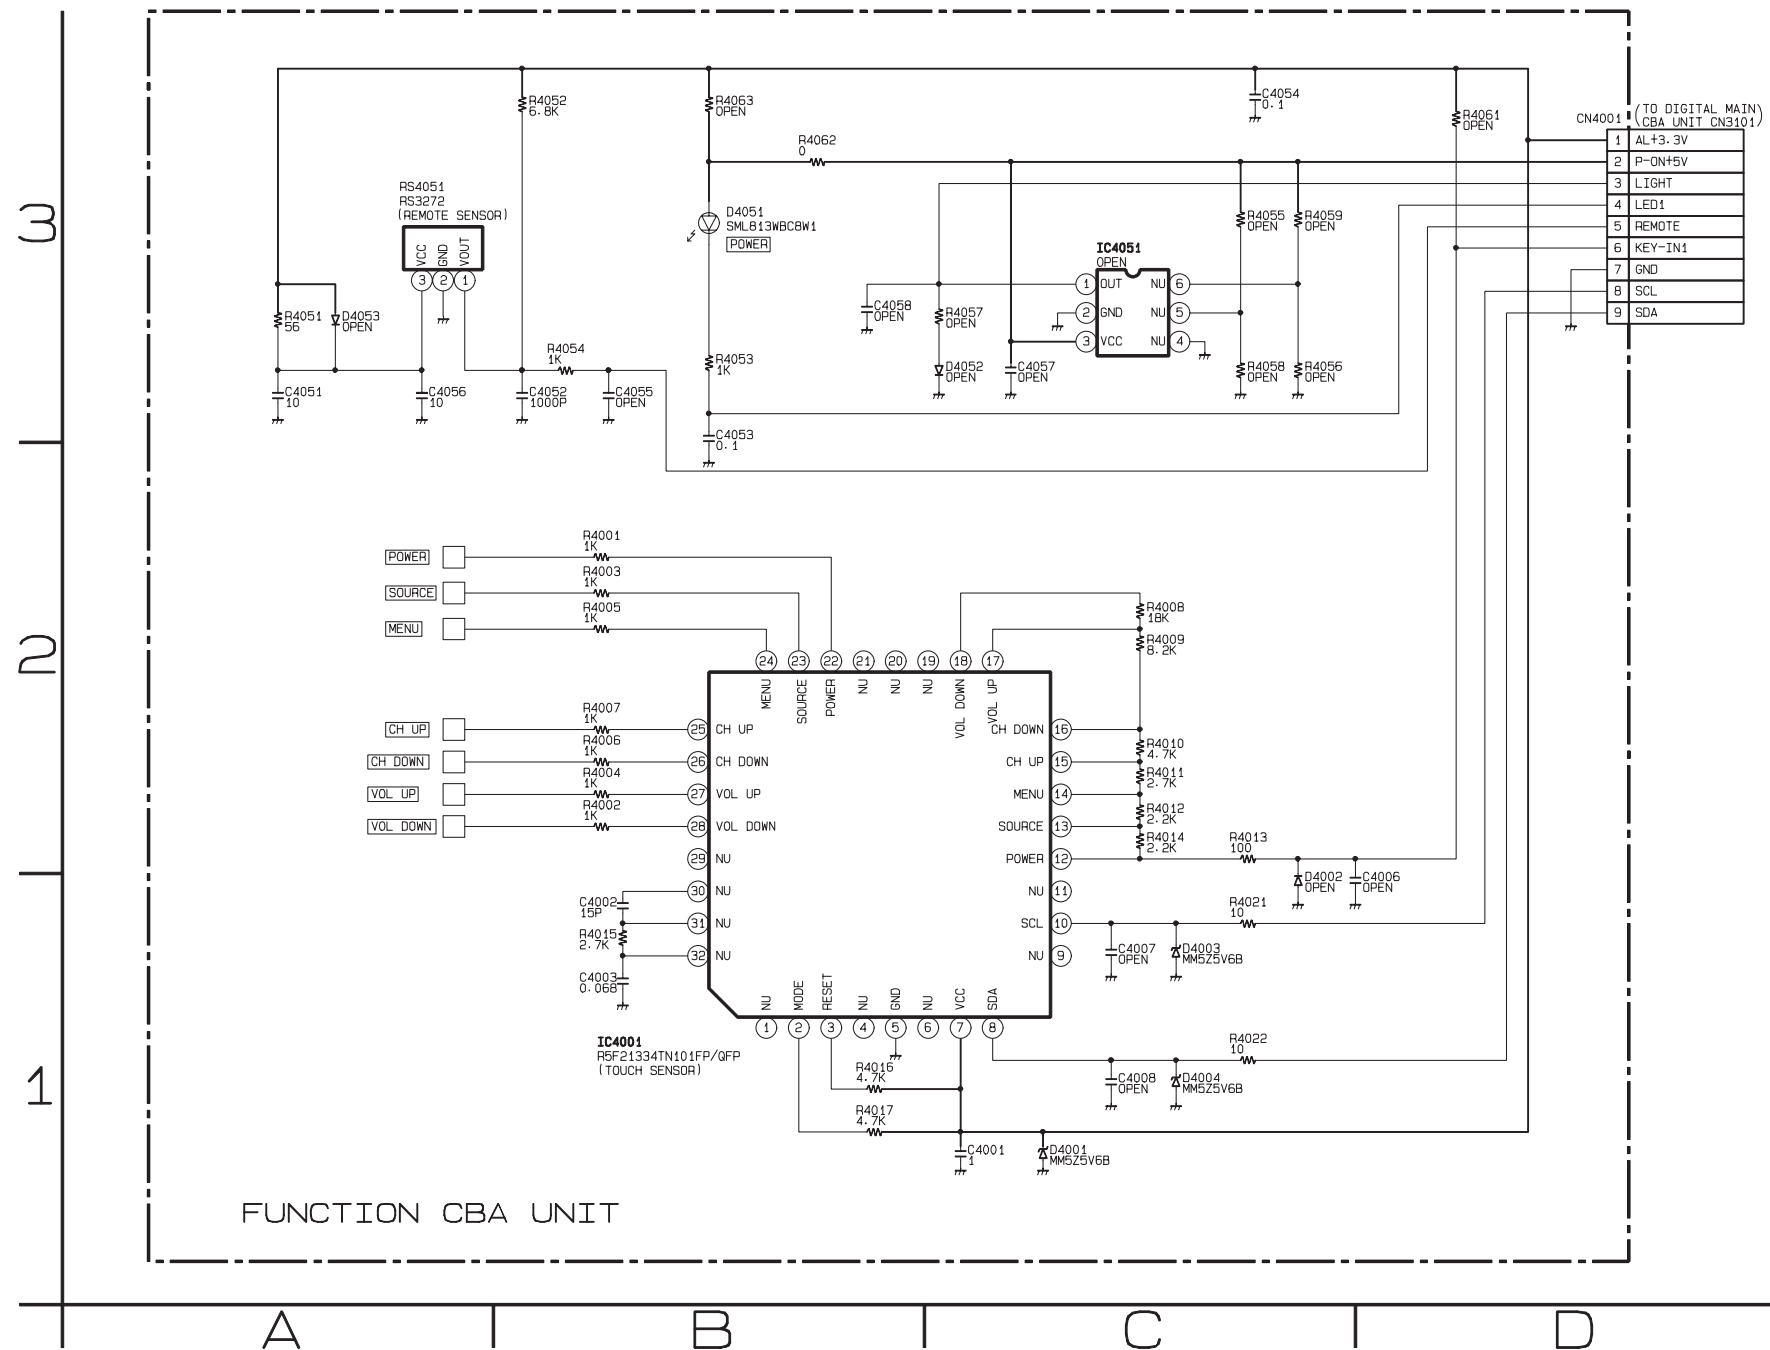 R4052
6.8K
R4063
OPEN
C4054
0.1
R4061
OPEN
CN4001
(TO DIGITAL MAIN)
(CBA UNIT CN3101)
1 AL+3.3V
2 P-ON+5V
3 LIGHT
4 LED1
5 REMOTE
6 KEY-IN1
7 GND
8 SCL
9 SDA
R4062
0
3
RS4051
RS3272
(REMOTE SENSOR)
VCC GND VOUT
3 2 1
D4051
SML813WBC8W1
POWER
R4055
OPEN
R4059
OPEN
IC4051
OPEN
1 OUT NU 6
2 GND NU 5
3 VCC NU 4
C4058
OPEN
R4057
OPEN
R4051
56
D4053
OPEN
R4054
1K
R4053
1K
D4052
OPEN
C4057
OPEN
R4058
OPEN
R4056
OPEN
C4051
10
C4056
10
C4052
1000P
C4055
OPEN
C4053
0.1
2
POWER
R4001
1K
SOURCE
R4003
1K
MENU
R4005
1K
R4008
18K
R4009
8.2K
24 23 22 21 20 19 18 17
MENU SOURCE POWER NU NU NU VOL DOWN VOL UP
CH UP
R4007
1K
25 CH UP
CH DOWN 16
CH DOWN
R4006
1K
26 CH DOWN
CH UP 15
R4010
4.7K
VOL UP
R4004
1K
27 VOL UP
MENU 14
R4011
2.7K
VOL DOWN
R4002
1K
28 VOL DOWN
SOURCE 13
R4012
2.2K
R4014
2.2K
29 NU
POWER 12
R4013
100
D4002
OPEN
C4006
OPEN
30 NU
NU 11
C4002
15P
31 NU
SCL 10
R4021
10
R4015
2.7K
32 NU
NU 9
C4007
OPEN
D4003
MM5Z5V6B
C4003
0.068
NU MODE RESET NU GND NU VCC SDA
1 2 3 4 5 6 7 8
IC4001
R5F21334TN101FP/QFP
(TOUCH SENSOR)
R4022
10
1
R4016
4.7K
C4008
OPEN
D4004
MM5Z5V6B
R4017
4.7K
C4001
1
D4001
MM5Z5V6B
FUNCTION CBA UNIT
A B C D